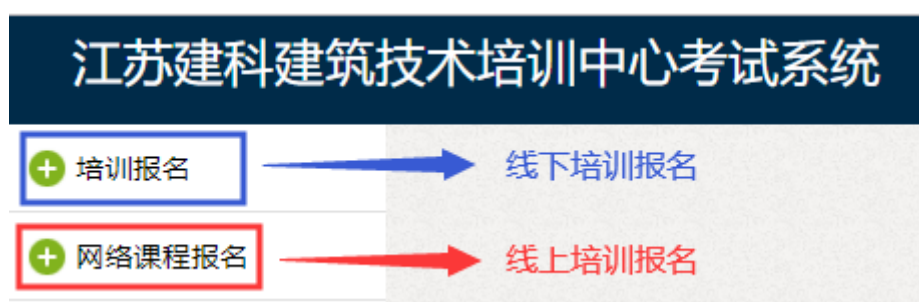 江苏建科建筑技术培训中心考试系统
培训报名
线下培训报名
网络课程报名
线上培训报名